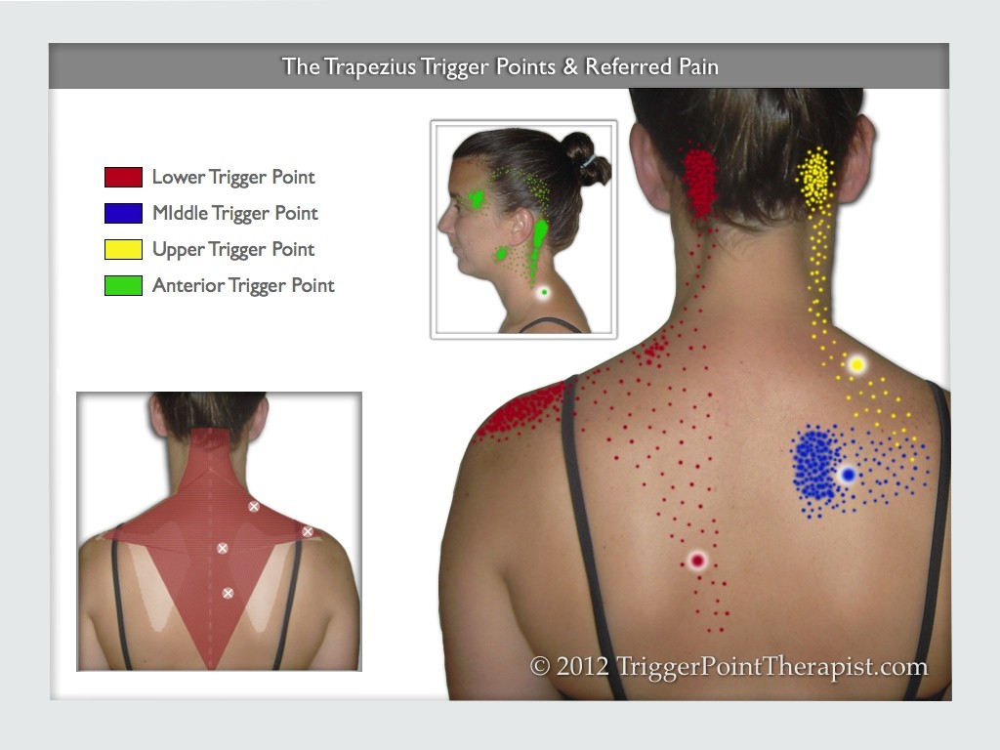 The Trapezius Trigger Points & Referred Pain
Lower Trigger Point
MIddle Trigger Point
Upper Trigger Point
Anterior Trigger Point
© 2012 TriggerPointTherapist.com